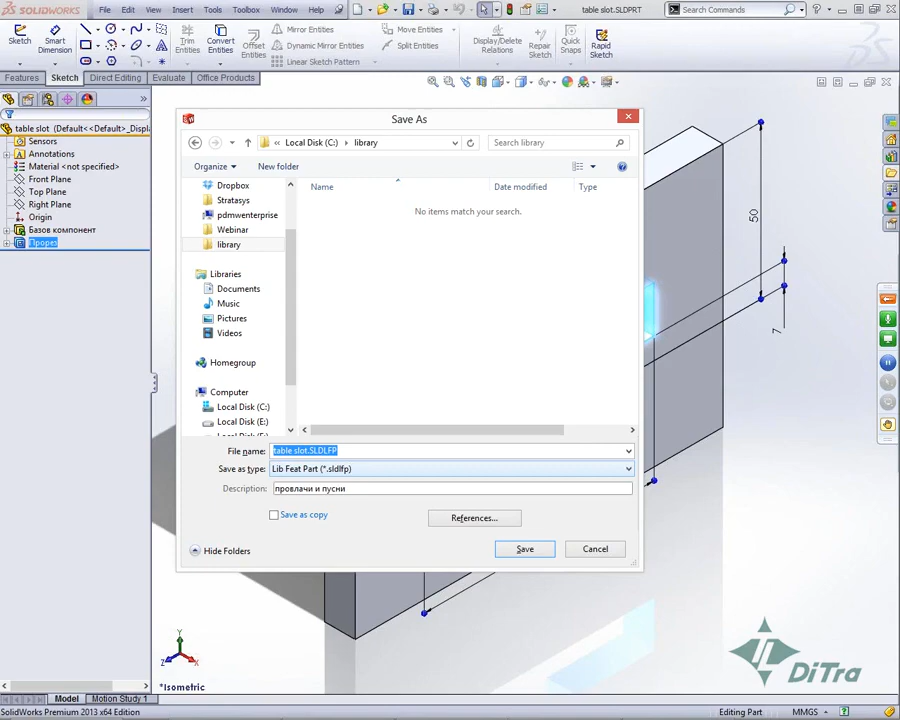 SOLIDWORKS
File Edit View Insert Tools Toolbox Window Help
table slot.SLDPRT
Search Commands
Sketch
Smart Dimension
Trim Entities
Convert Entities
Offset Entities
Mirror Entities
Dynamic Mirror Entities
Linear Sketch Pattern
Move Entities
Split Entities
Display/Delete Relations
Repair Sketch
Quick Snaps
Rapid Sketch
Features Sketch Direct Editing Evaluate Office Products
table slot (Default<<Default>_Displa
Sensors
Annotations
Material <not specified>
Front Plane
Top Plane
Right Plane
Origin
Базов компонент
Прорез
Save As
« Local Disk (C:) library
Search library
Organize New folder
Name Date modified Type
No items match your search.
Dropbox
Stratasys
pdmwenterprise
Webinar
library
Libraries
Documents
Music
Pictures
Videos
Homegroup
Computer
Local Disk (C:)
Local Disk (E:)
File name: table slot.SLDLFP
Save as type: Lib Feat Part (*.sldlfp)
Description: провлачи и пусни
Save as copy
References...
Hide Folders
Save Cancel
50
7
Y
Z X
*Isometric
DiTra
Model Motion Study 1
SolidWorks Premium 2013 x64 Edition
Editing Part MMGS